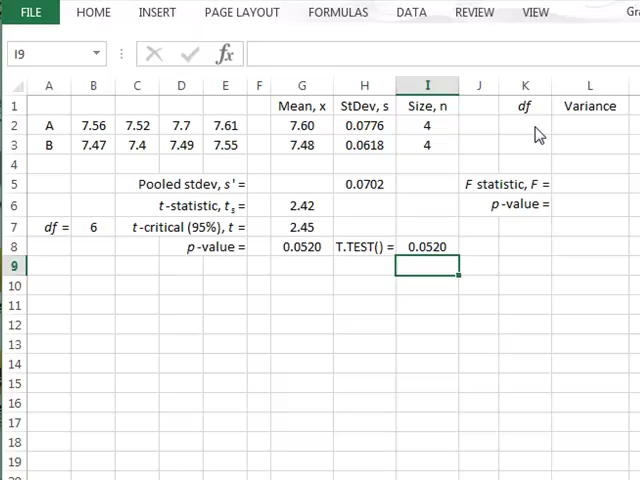 FILE HOME INSERT PAGE LAYOUT FORMULAS DATA REVIEW VIEW Gra
I9 fx
A B C D E F G H I J K L
1 Mean, x StDev, s Size, n df Variance
2 A 7.56 7.52 7.7 7.61 7.60 0.0776 4
3 B 7.47 7.4 7.49 7.55 7.48 0.0618 4
4
5 Pooled stdev, s' = 0.0702 F statistic, F =
6 t-statistic, ts = 2.42 p-value =
7 df = 6 t-critical (95%), t = 2.45
8 p-value = 0.0520 T.TEST() = 0.0520
9
10
11
12
13
14
15
16
17
18
19